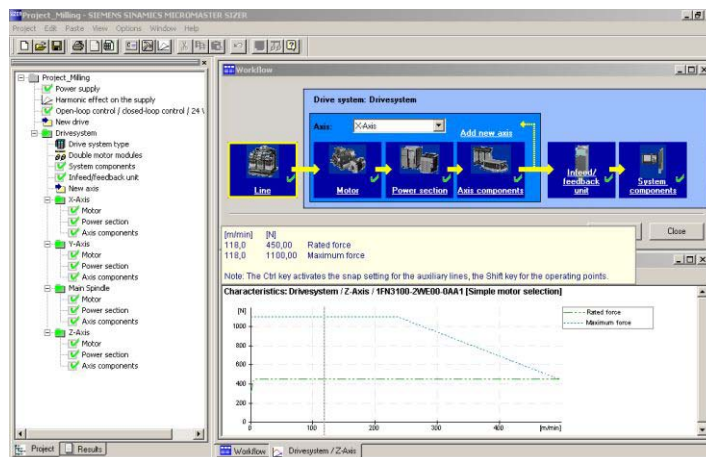 Project_Milling - SIEMENS SINAMICS MICROMASTER SIZER
Project Edit Paste View Options Window Help
Project_Milling
Power supply
Harmonic effect on the supply
Open-loop control / closed-loop control / 24 V
New drive
Drivesystem
Drive system type
Double motor modules
System components
Infeed/feedback unit
New axis
X-Axis
Motor
Power section
Axis components
Y-Axis
Motor
Power section
Axis components
Main Spindle
Motor
Power section
Axis components
Z-Axis
Motor
Power section
Axis components
Project Results
Workflow
Drive system: Drivesystem
Axis: X-Axis
Add new axis
Line
Motor
Power section
Axis components
Infeed/
feedback
unit
System
components
Close
[m/min] [N]
118,0 450,00 Rated force
118,0 1100,00 Maximum force
Note: The Ctrl key activates the snap setting for the auxiliary lines, the Shift key for the operating points.
Characteristics: Drivesystem / Z-Axis / 1FN3100-2WE00-0AA1 [Simple motor selection]
[N]
Rated force
Maximum force
1000
800
600
400
200
0
0 100 200 300 400 [m/min]
Workflow Drivesystem / Z-Axis